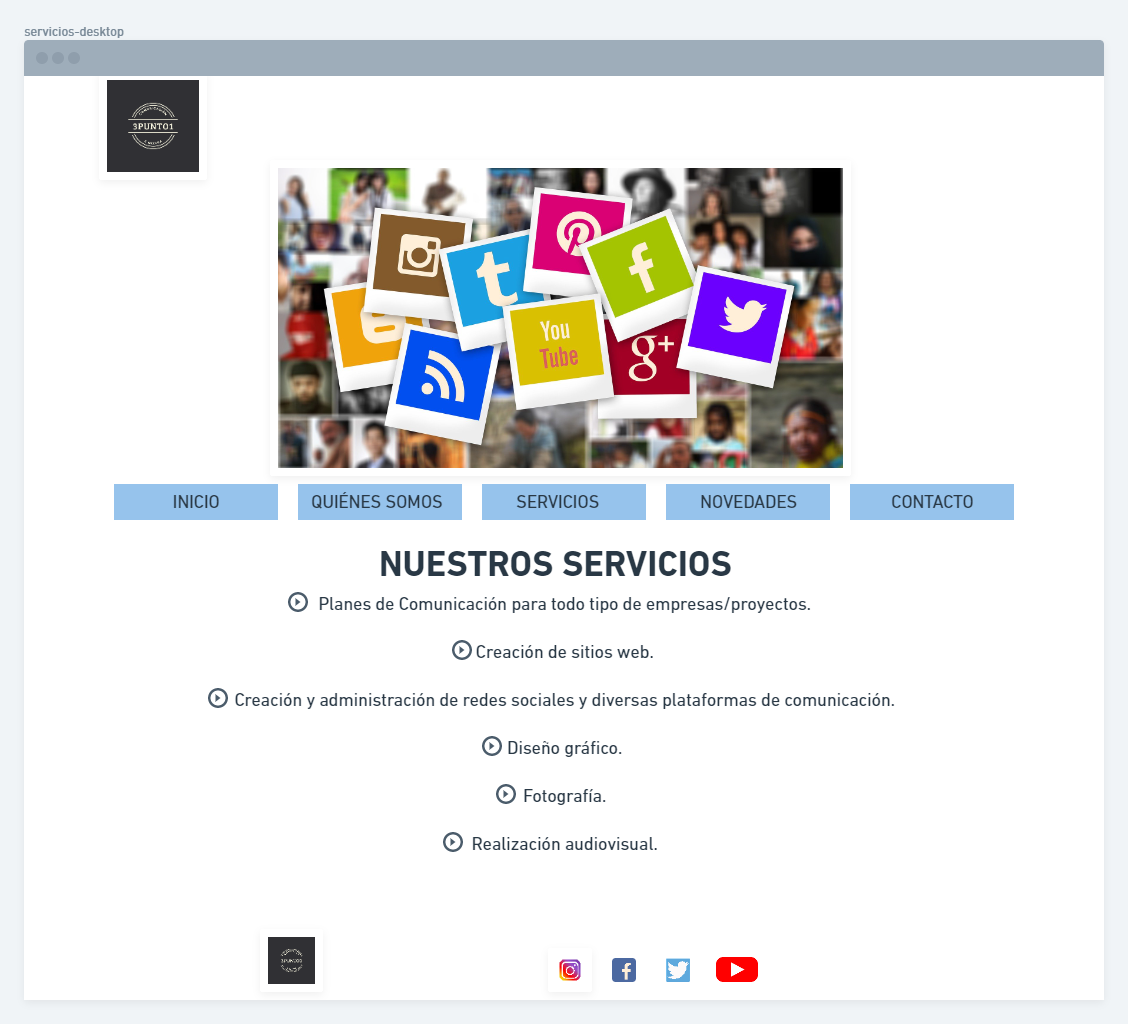 servicios-desktop
3PUNTO1
t
f
You
Tube
g+
INICIO
QUIÉNES SOMOS
SERVICIOS
NOVEDADES
CONTACTO
NUESTROS SERVICIOS
Planes de Comunicación para todo tipo de empresas/proyectos.
Creación de sitios web.
Creación y administración de redes sociales y diversas plataformas de comunicación.
Diseño gráfico.
Fotografía.
Realización audiovisual.
3PUNTO1
f